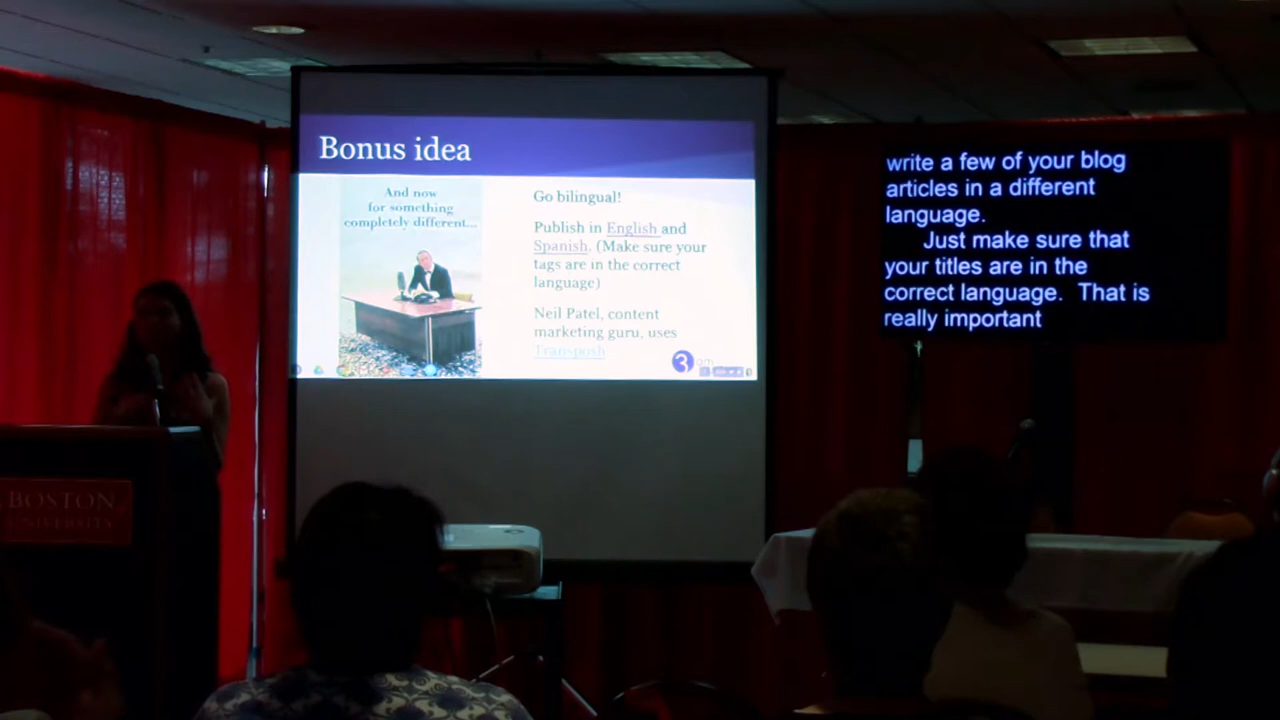 Bonus idea
And now
for something
completely different...
Go bilingual!
Publish in English and
Spanish. (Make sure your
tags are in the correct
language)
Neil Patel, content
marketing guru, uses
Transposh
3
am
write a few of your blog
articles in a different
language.
Just make sure that
your titles are in the
correct language. That is
really important
BOSTON
UNIVERSITY